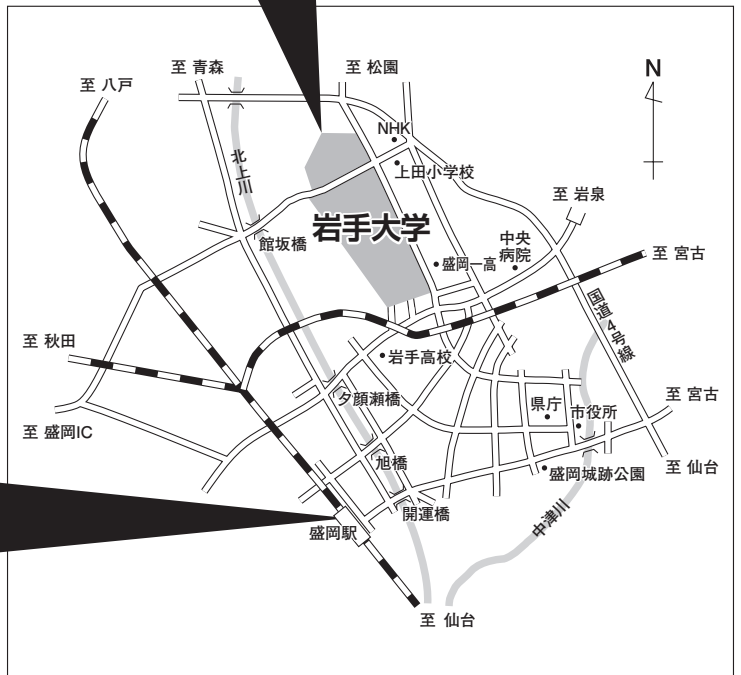 至 青森
至 松園
至 八戸
N
NHK
北上川
上田小学校
至 岩泉
岩手大学
中央
病院
館坂橋
盛岡一高
至 宮古
国道4号線
至 秋田
岩手高校
夕顔瀬橋
県庁
市役所
至 宮古
至 盛岡IC
旭橋
盛岡城跡公園
至 仙台
開運橋
中津川
盛岡駅
至 仙台